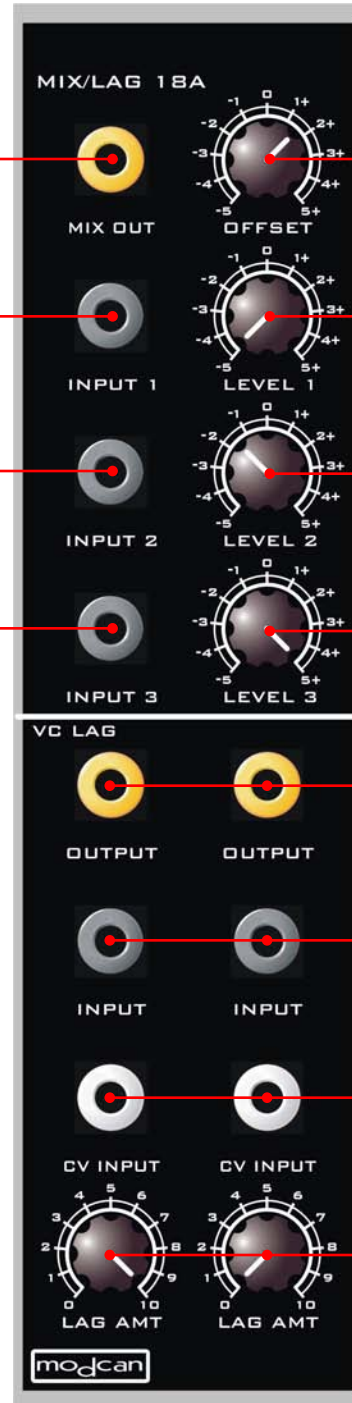 MIX/LAG 18A
-5 -4 -3 -2 -1 0 1+ 2+ 3+ 4+ 5+
MIX OUT OFFSET
-5 -4 -3 -2 -1 0 1+ 2+ 3+ 4+ 5+
INPUT 1 LEVEL 1
-5 -4 -3 -2 -1 0 1+ 2+ 3+ 4+ 5+
INPUT 2 LEVEL 2
-5 -4 -3 -2 -1 0 1+ 2+ 3+ 4+ 5+
INPUT 3 LEVEL 3
VC LAG
OUTPUT OUTPUT
INPUT INPUT
CV INPUT CV INPUT
0 1 2 3 4 5 6 7 8 9 10 0 1 2 3 4 5 6 7 8 9 10
LAG AMT LAG AMT
modcan